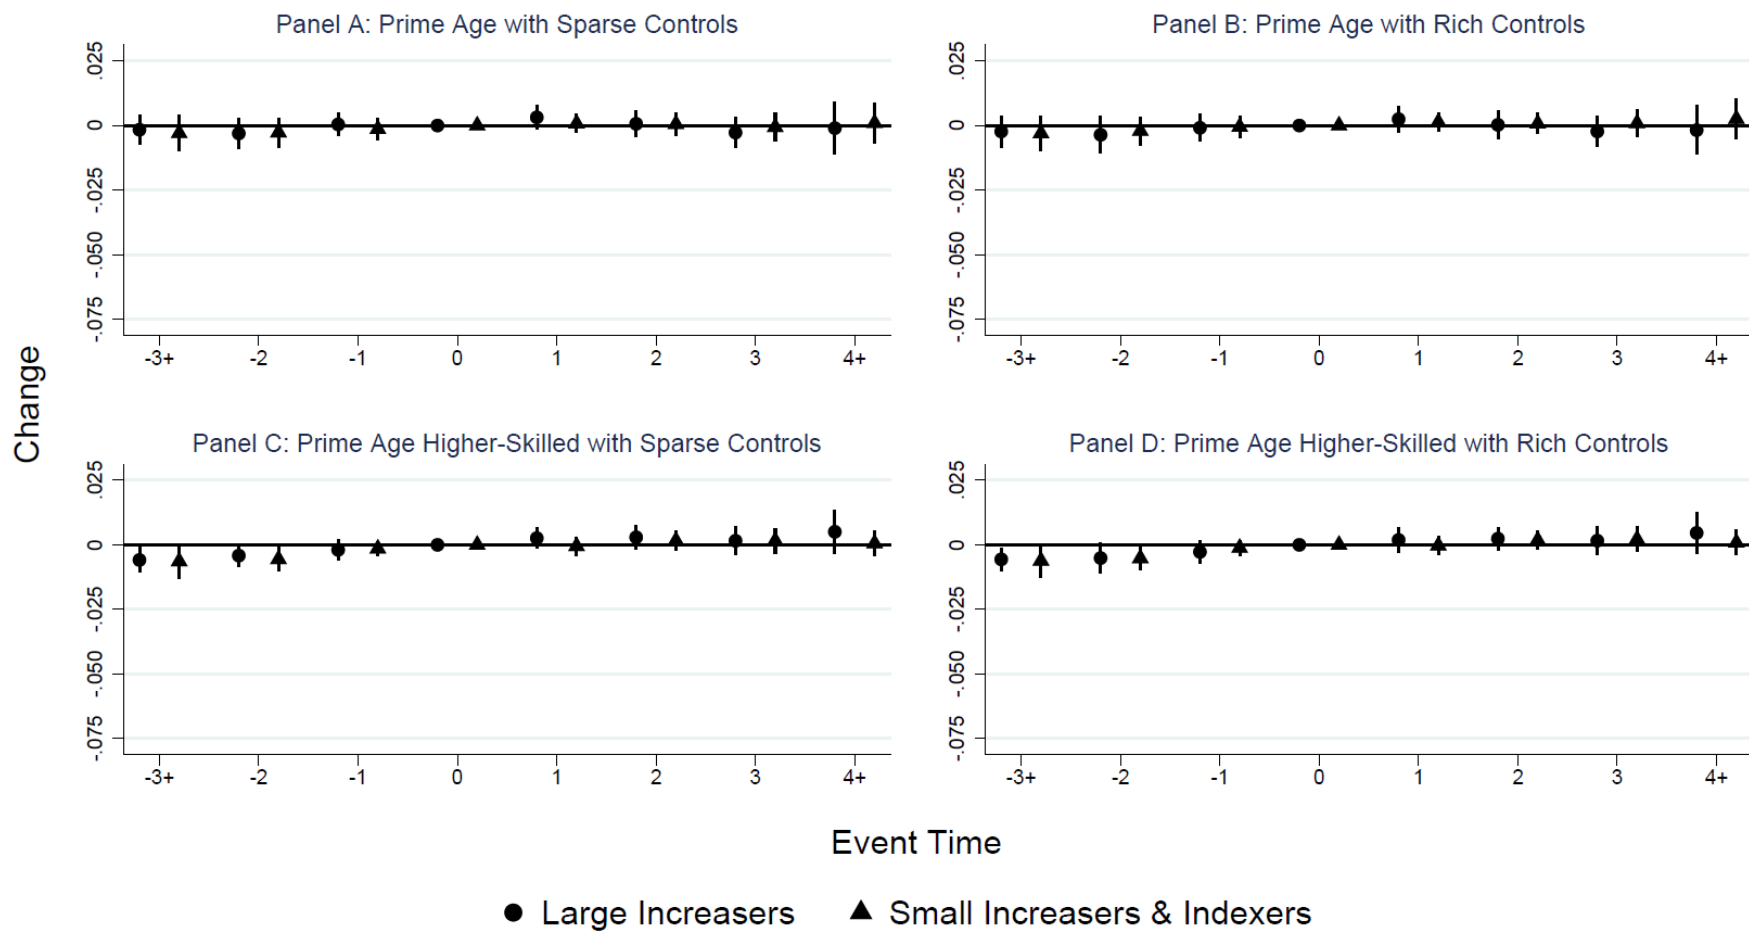 Panel A: Prime Age with Sparse Controls
.025
0
-.025
-.050
-.075
-3+ -2 -1 0 1 2 3 4+
Panel B: Prime Age with Rich Controls
.025
0
-.025
-.050
-.075
-3+ -2 -1 0 1 2 3 4+
Change
Panel C: Prime Age Higher-Skilled with Sparse Controls
.025
0
-.025
-.050
-.075
-3+ -2 -1 0 1 2 3 4+
Panel D: Prime Age Higher-Skilled with Rich Controls
.025
0
-.025
-.050
-.075
-3+ -2 -1 0 1 2 3 4+
Event Time
Large Increasers Small Increasers & Indexers